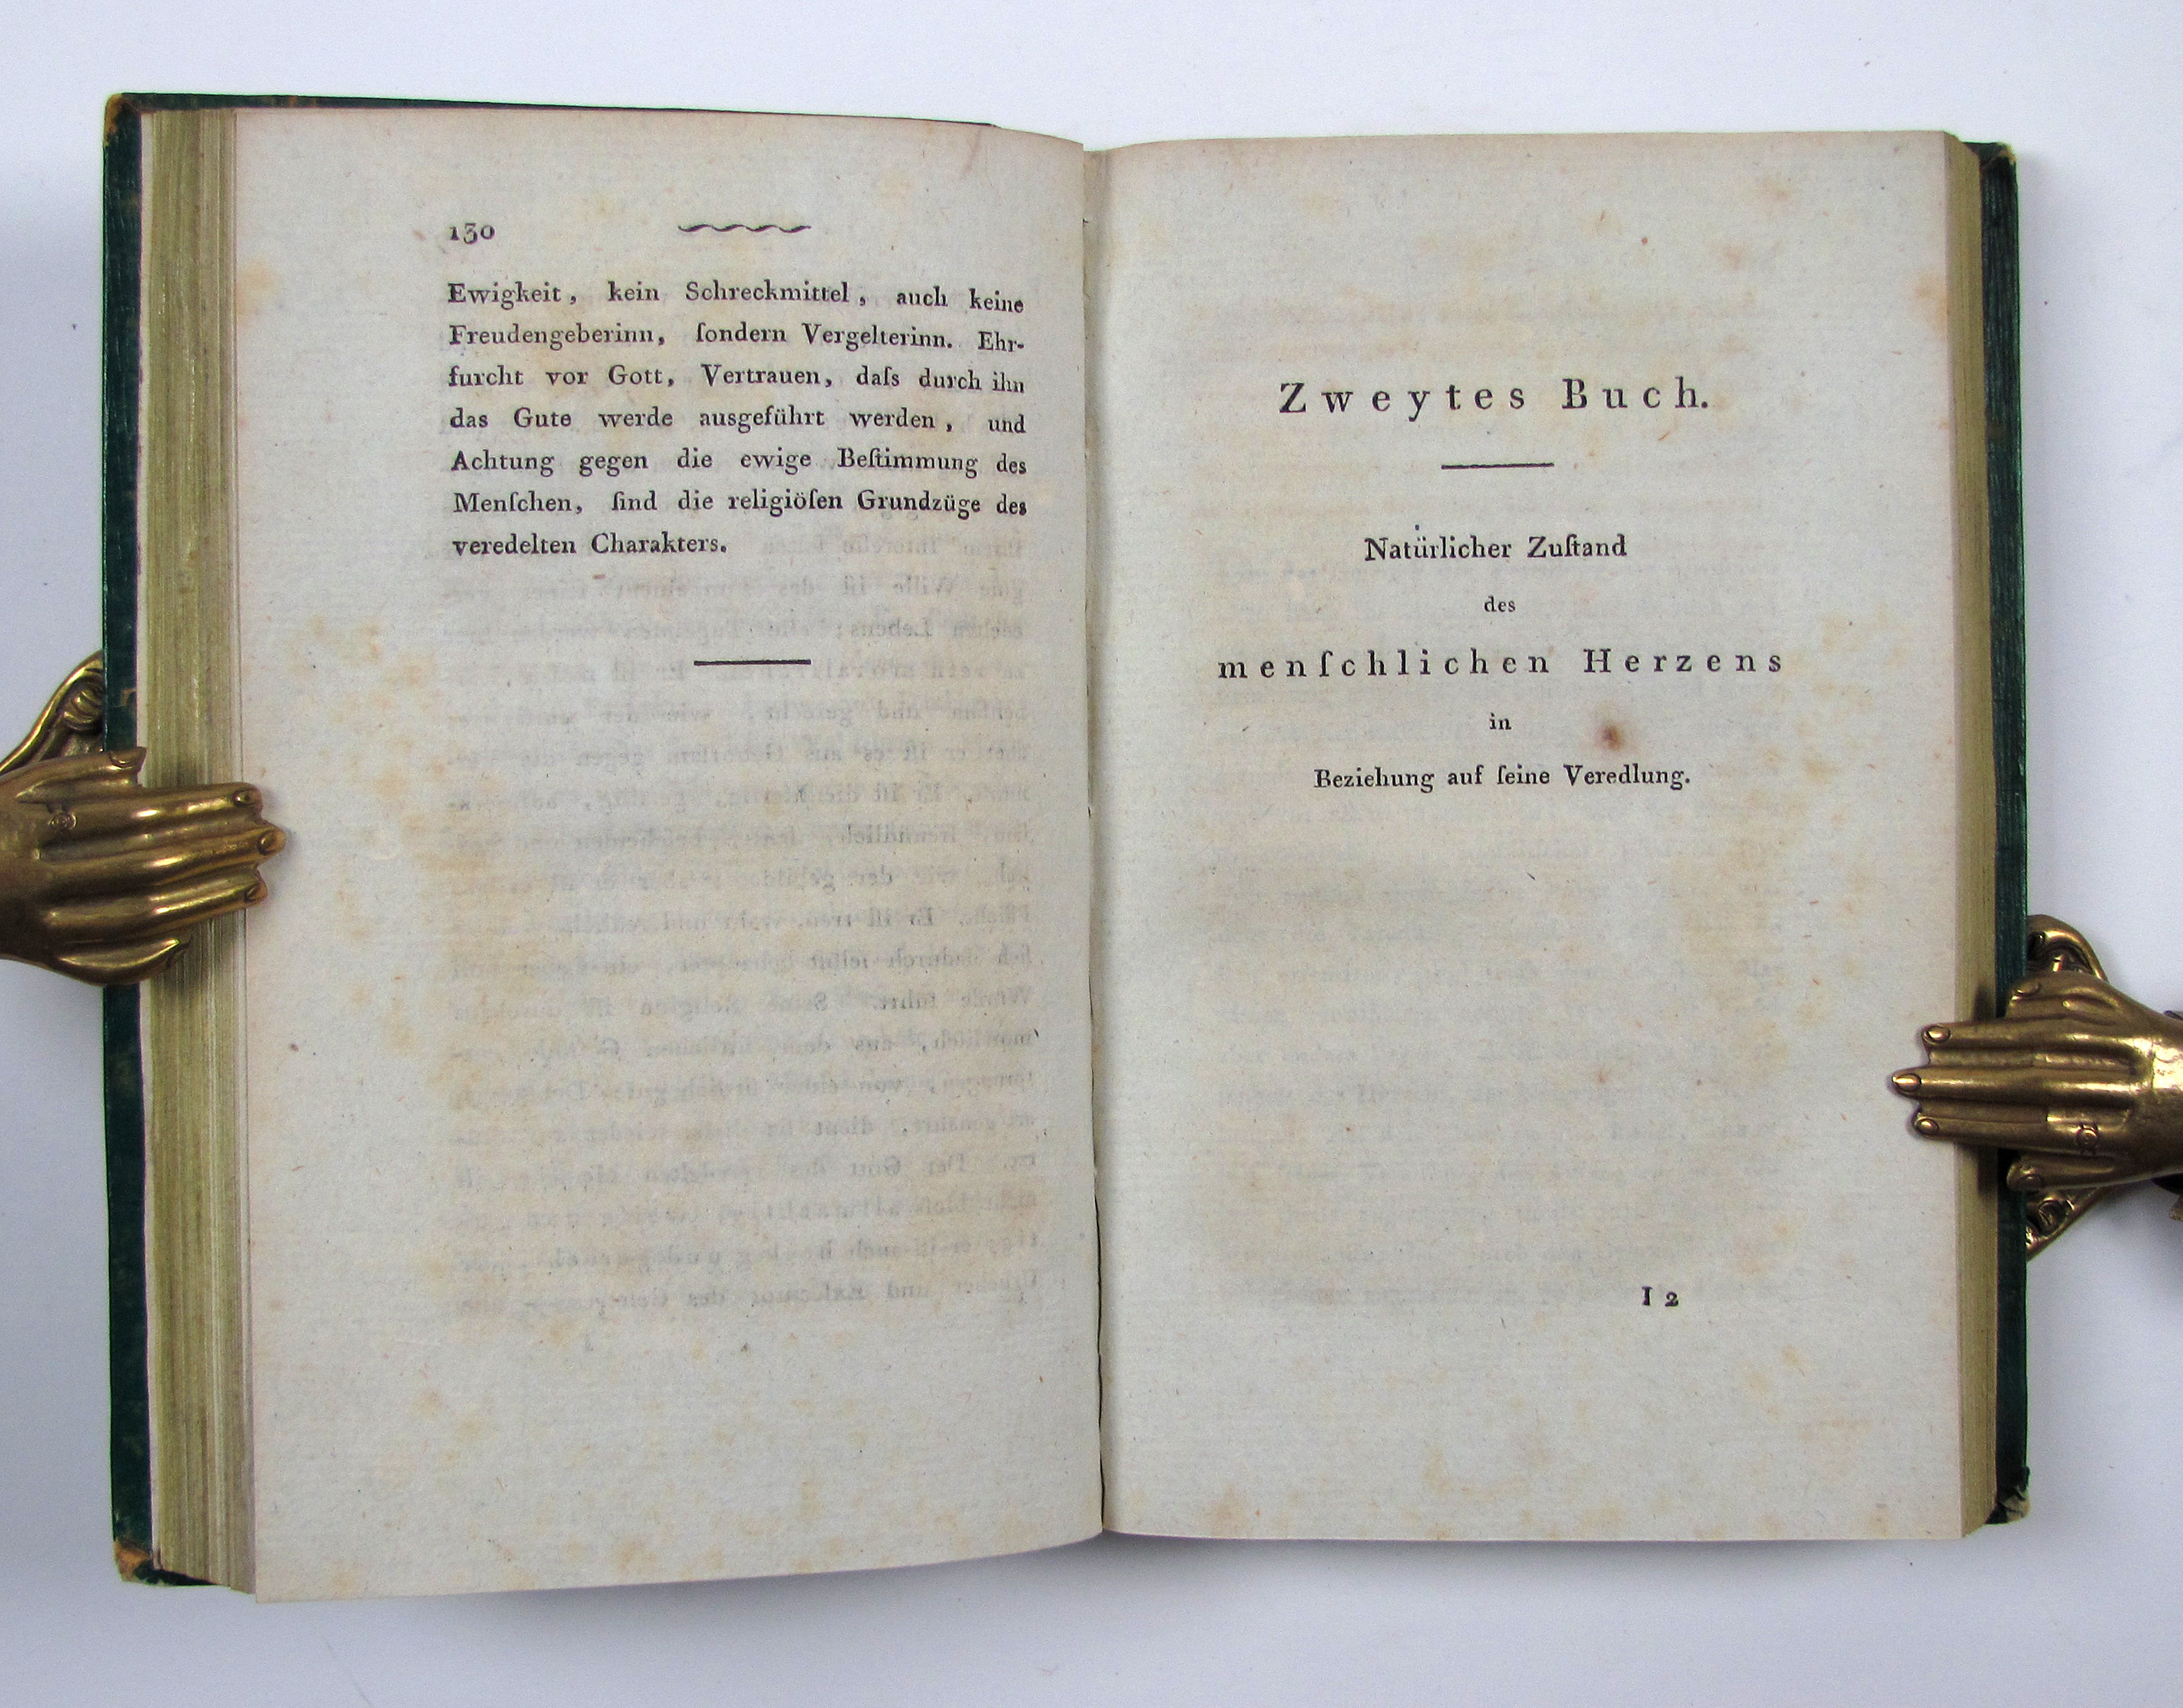 130
Ewigkeit, kein Schreckmittel, auch keine
Freudengeberinn, ſondern Vergelterinn. Ehr-
furcht vor Gott, Vertrauen, daſs durch ihn
das Gute werde ausgeführt werden, und
Achtung gegen die ewige Beſtimmung des
Menſchen, ſind die religiöſen Grundzüge des
veredelten Charakters.
Zweytes Buch.
Natürlicher Zuſtand
des
menſchlichen Herzens
in
Beziehung auf ſeine Veredlung.
I 2